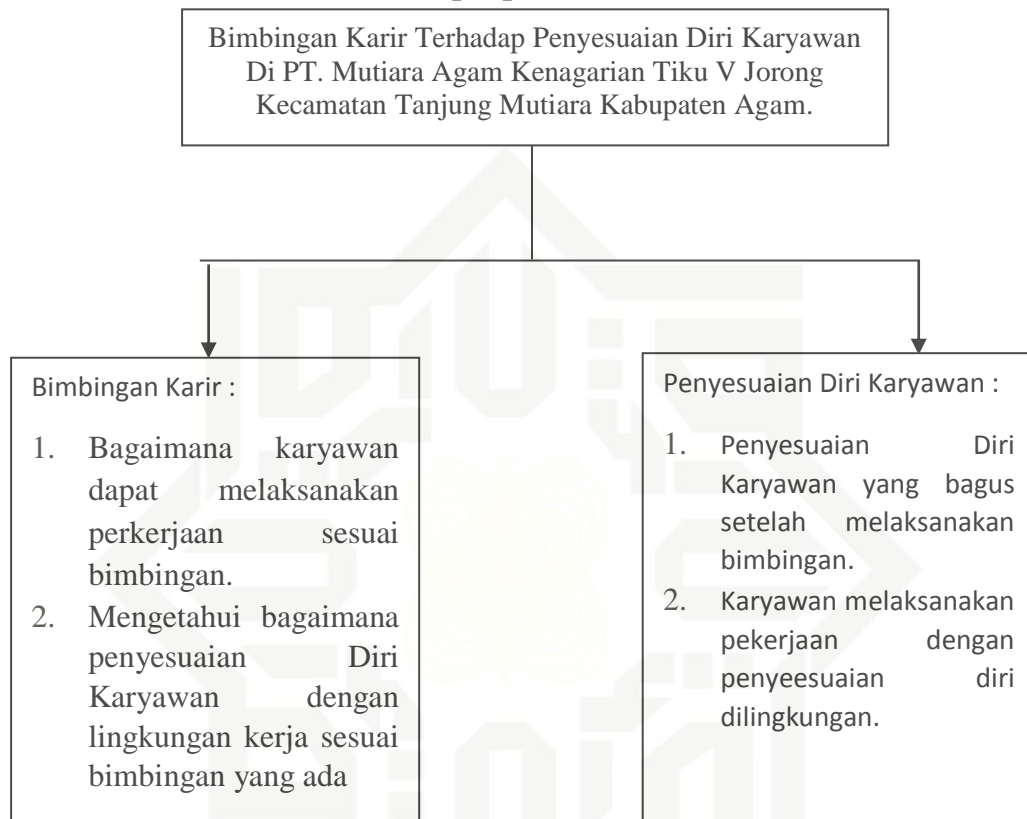 Bimbingan Karir Terhadap Penyesuaian Diri Karyawan
Di PT. Mutiara Agam Kenagarian Tiku V Jorong
Kecamatan Tanjung Mutiara Kabupaten Agam.
Bimbingan Karir :
1. Bagaimana karyawan
dapat melaksanakan
perkerjaan sesuai
bimbingan.
2. Mengetahui bagaimana
penyesuaian Diri
Karyawan dengan
lingkungan kerja sesuai
bimbingan yang ada
Penyesuaian Diri Karyawan :
1. Penyesuaian Diri
Karyawan yang bagus
setelah melaksanakan
bimbingan.
2. Karyawan melaksanakan
pekerjaan dengan
penyeesuaian diri
dilingkungan.